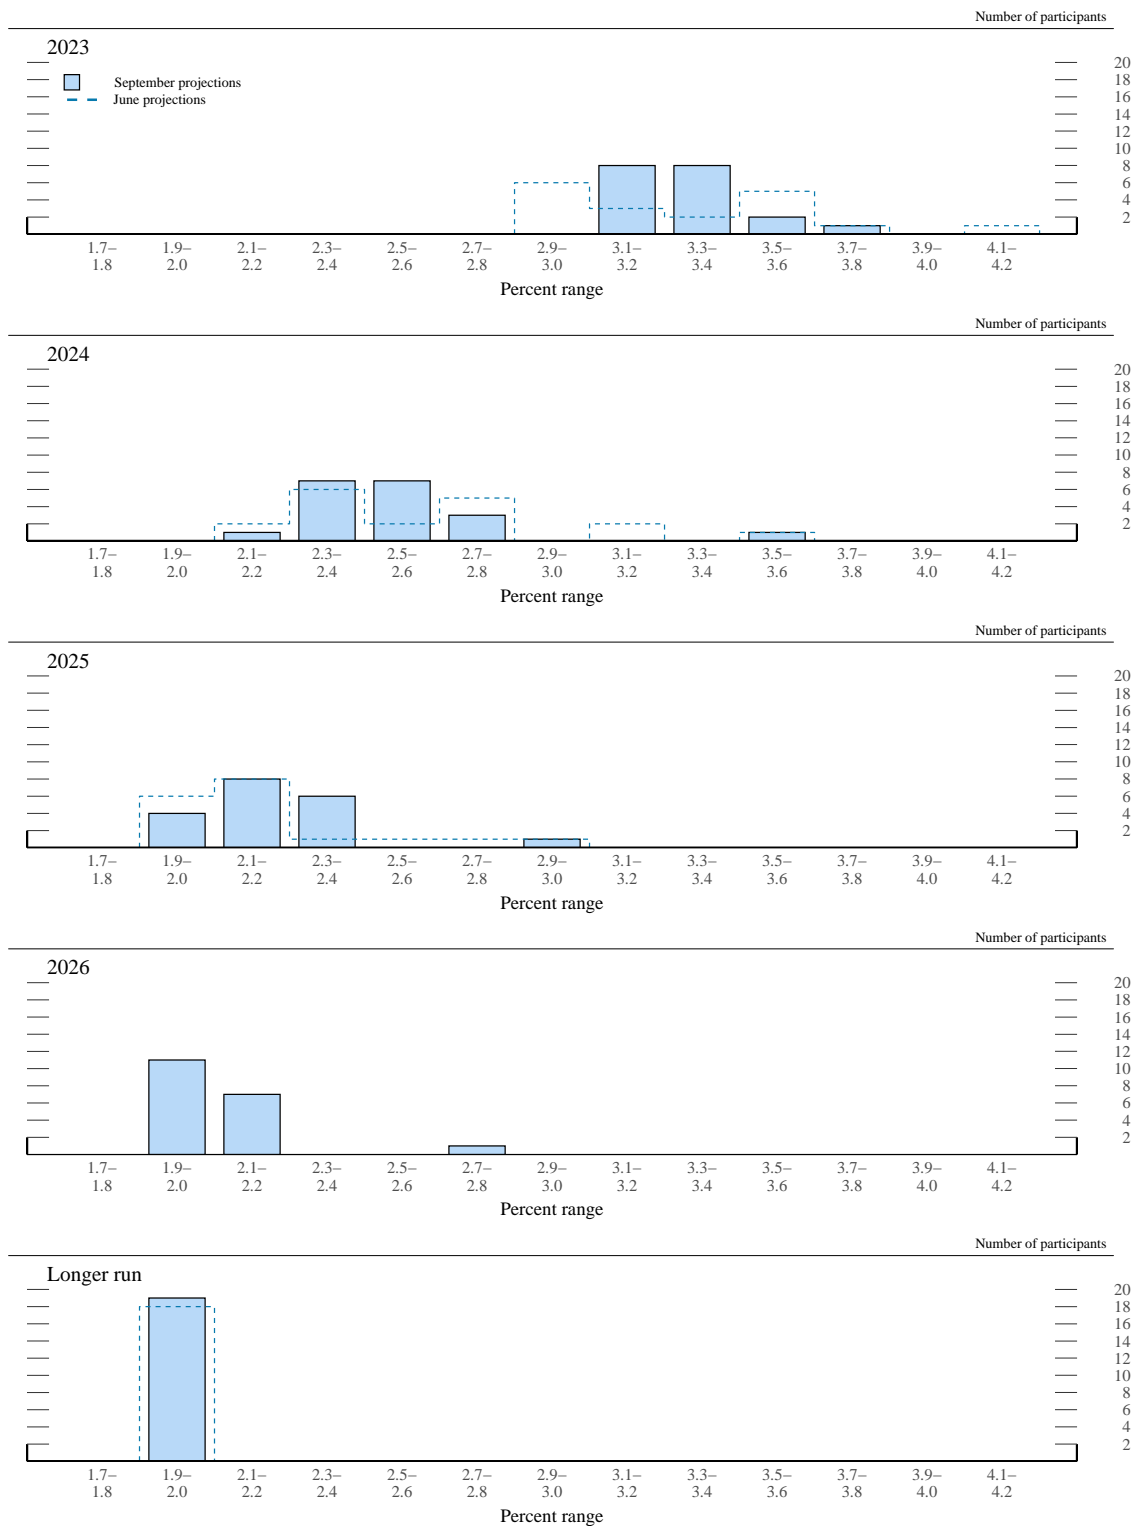 Number of participants
2023
September projections
June projections
20
18
16
14
12
10
8
6
4
2
1.7– 1.9– 2.1– 2.3– 2.5– 2.7– 2.9– 3.1– 3.3– 3.5– 3.7– 3.9– 4.1–
1.8 2.0 2.2 2.4 2.6 2.8 3.0 3.2 3.4 3.6 3.8 4.0 4.2
Percent range
Number of participants
2024
20
18
16
14
12
10
8
6
4
2
1.7– 1.9– 2.1– 2.3– 2.5– 2.7– 2.9– 3.1– 3.3– 3.5– 3.7– 3.9– 4.1–
1.8 2.0 2.2 2.4 2.6 2.8 3.0 3.2 3.4 3.6 3.8 4.0 4.2
Percent range
Number of participants
2025
20
18
16
14
12
10
8
6
4
2
1.7– 1.9– 2.1– 2.3– 2.5– 2.7– 2.9– 3.1– 3.3– 3.5– 3.7– 3.9– 4.1–
1.8 2.0 2.2 2.4 2.6 2.8 3.0 3.2 3.4 3.6 3.8 4.0 4.2
Percent range
Number of participants
2026
20
18
16
14
12
10
8
6
4
2
1.7– 1.9– 2.1– 2.3– 2.5– 2.7– 2.9– 3.1– 3.3– 3.5– 3.7– 3.9– 4.1–
1.8 2.0 2.2 2.4 2.6 2.8 3.0 3.2 3.4 3.6 3.8 4.0 4.2
Percent range
Number of participants
Longer run
20
18
16
14
12
10
8
6
4
2
1.7– 1.9– 2.1– 2.3– 2.5– 2.7– 2.9– 3.1– 3.3– 3.5– 3.7– 3.9– 4.1–
1.8 2.0 2.2 2.4 2.6 2.8 3.0 3.2 3.4 3.6 3.8 4.0 4.2
Percent range